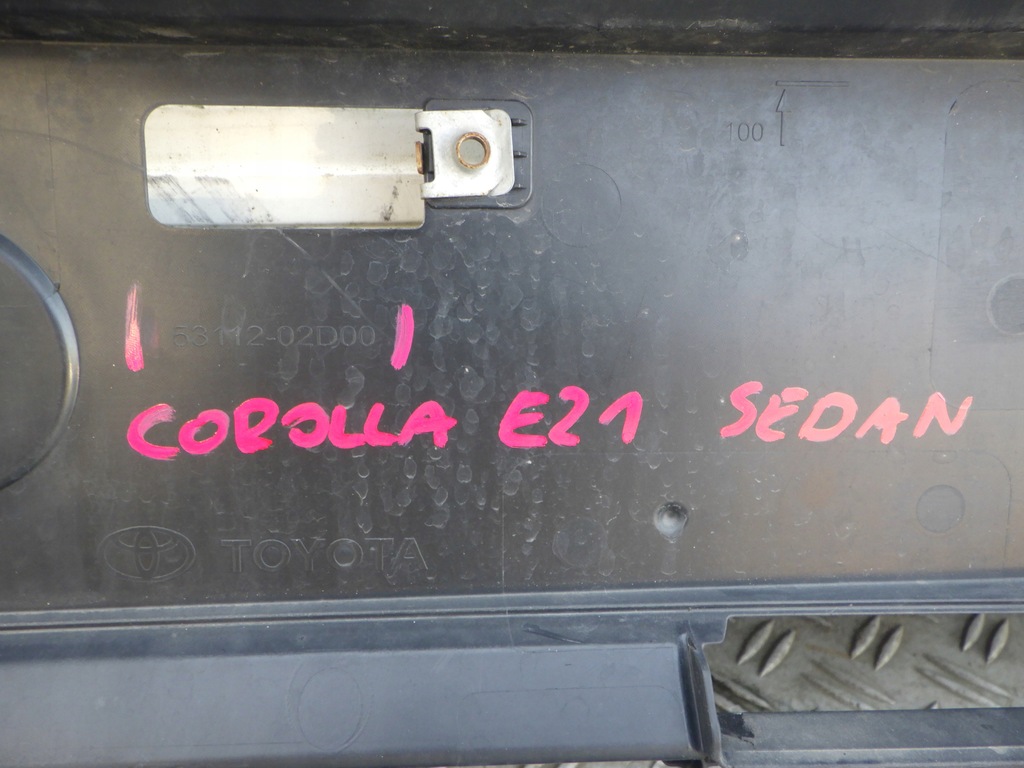 100
53112-02D00
COROLLA E21 SEDAN
TOYOTA